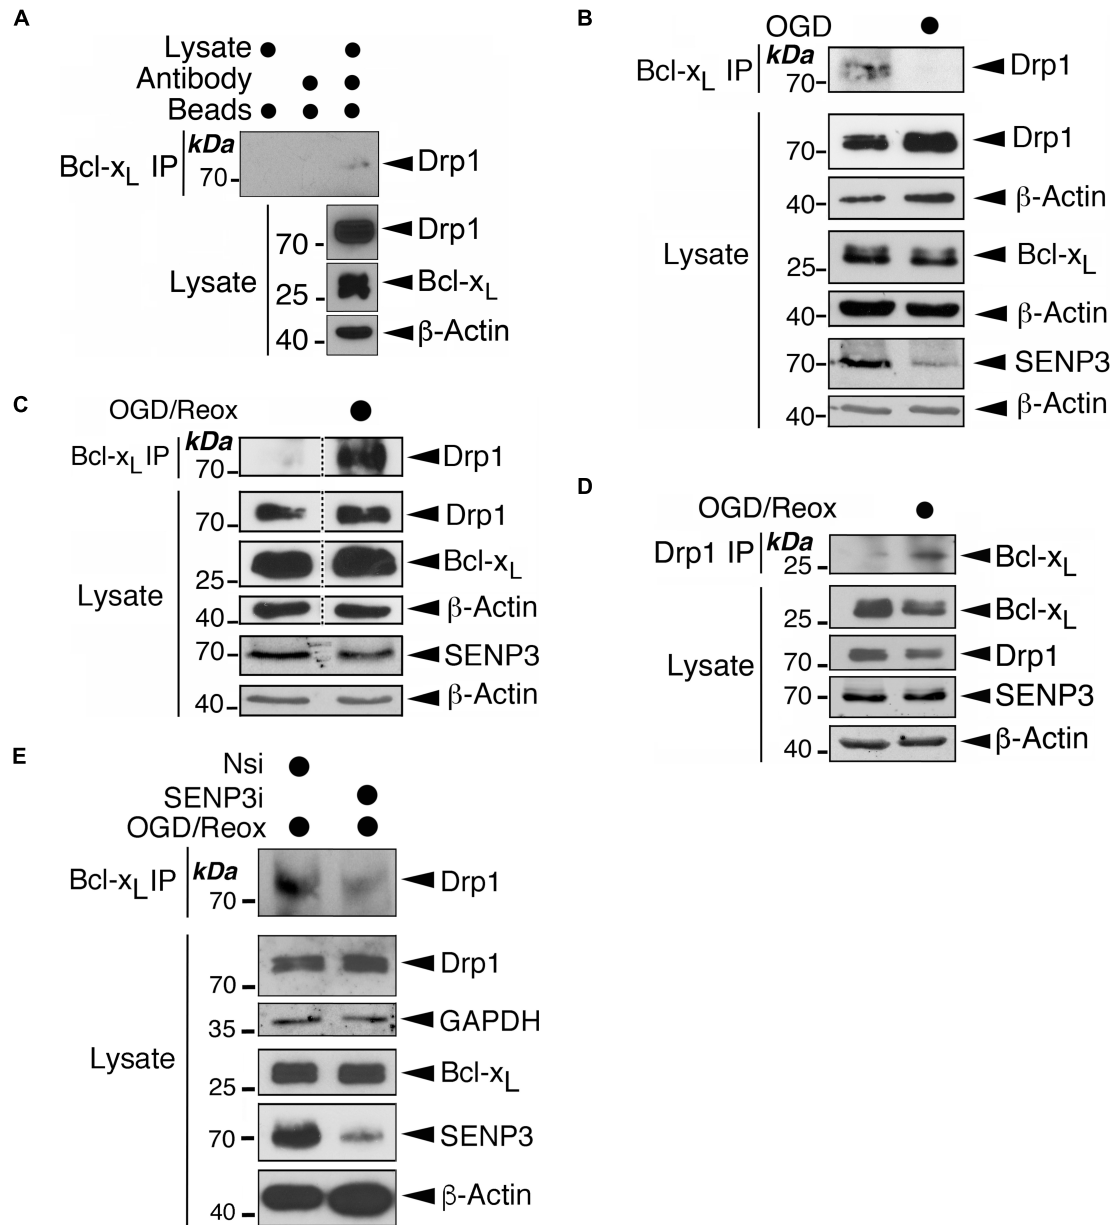 A
Lysate
Antibody
Beads
Bcl-xL IP
kDa
70
Drp1
Lysate
70
Drp1
25
Bcl-xL
40
β-Actin
B
OGD
Bcl-xL IP
kDa
70
Drp1
Lysate
70
Drp1
40
β-Actin
25
Bcl-xL
40
β-Actin
70
SENP3
40
β-Actin
C
OGD/Reox
Bcl-xL IP
kDa
70
Drp1
Lysate
70
Drp1
25
Bcl-xL
40
β-Actin
70
SENP3
40
β-Actin
D
OGD/Reox
Drp1 IP
kDa
25
Bcl-xL
Lysate
25
Bcl-xL
70
Drp1
70
SENP3
40
β-Actin
E
Nsi
SENP3i
OGD/Reox
Bcl-xL IP
kDa
70
Drp1
Lysate
70
Drp1
35
GAPDH
25
Bcl-xL
70
SENP3
40
β-Actin